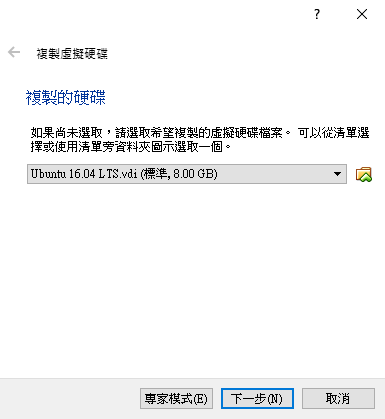 ?
複製虛擬硬碟
複製的硬碟
如果尚未選取，請選取希望複製的虛擬硬碟檔案。 可以從清單選
擇或使用清單旁資料夾圖示選取一個。
Ubuntu 16.04 LTS.vdi (標準, 8.00 GB)
專家模式(E) 下一步(N) 取消